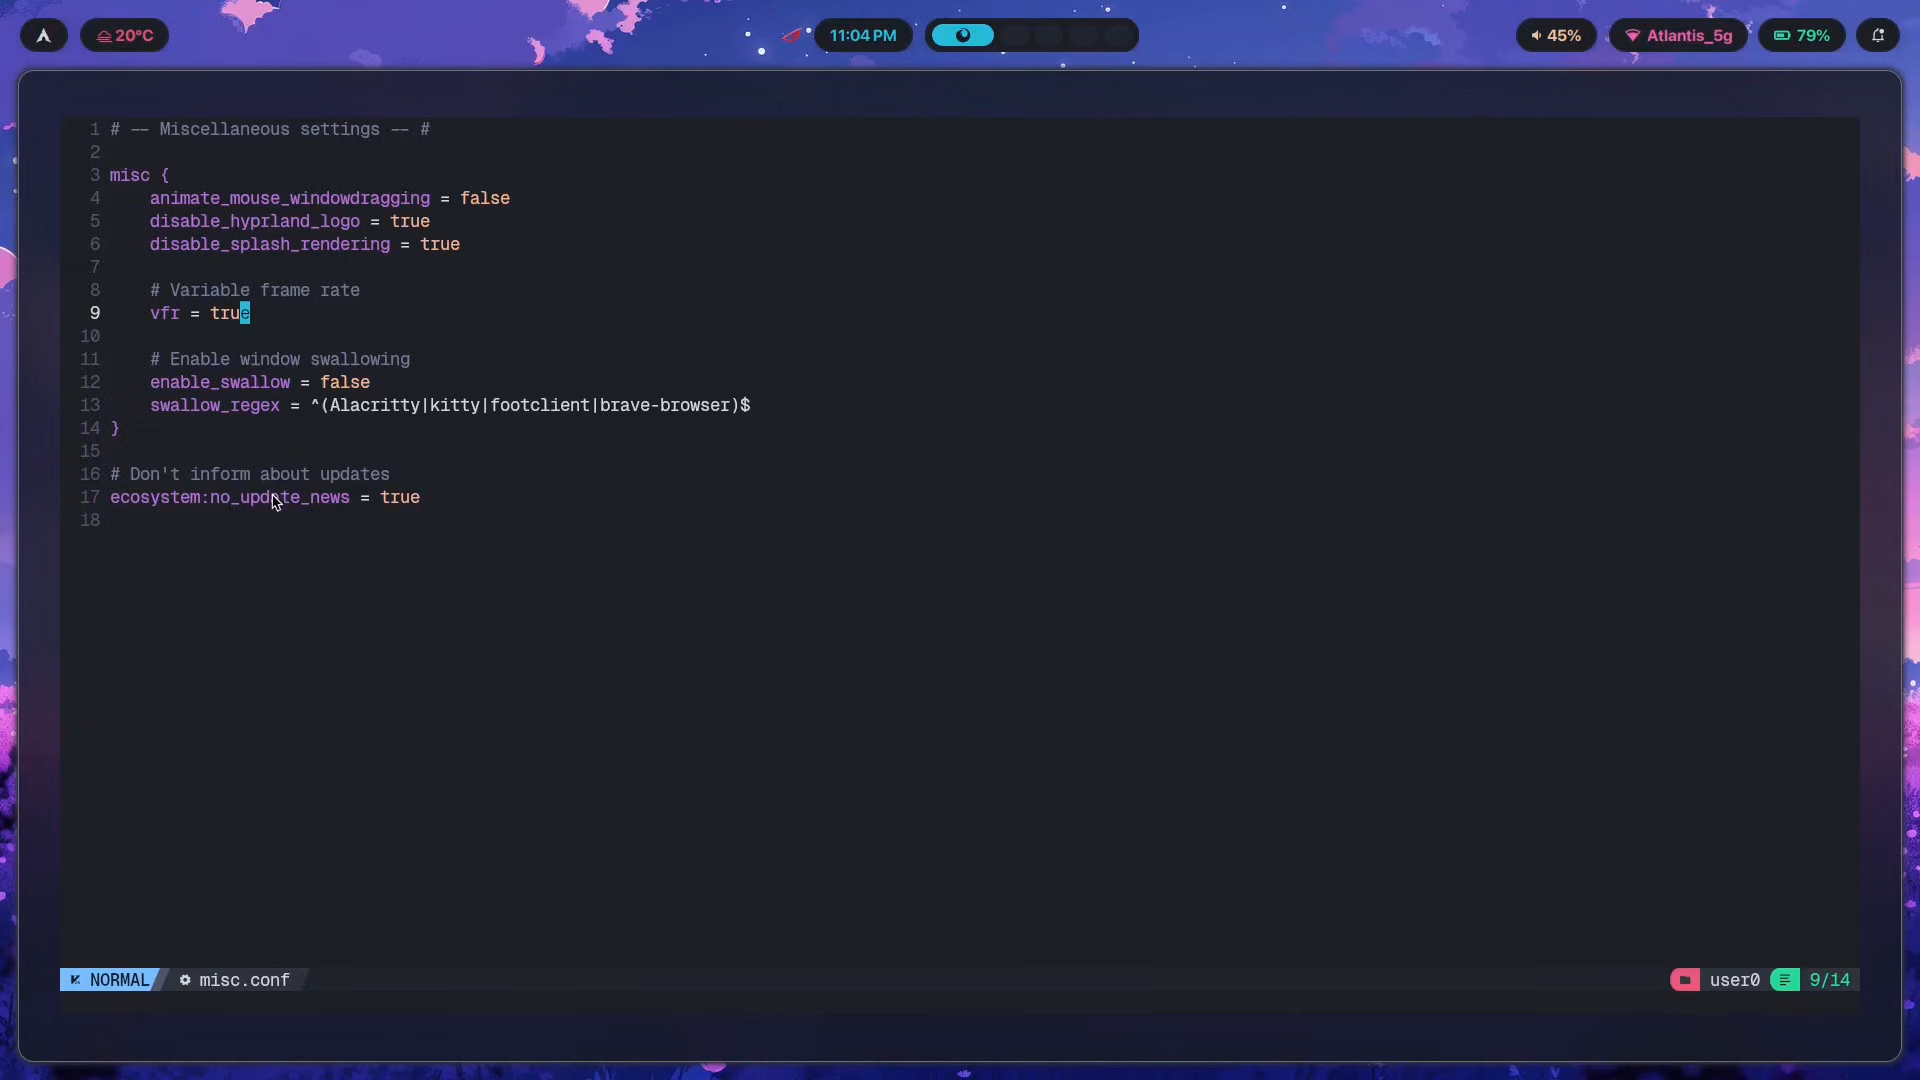 20°C
11:04 PM
45%
Atlantis_5g
79%
1 # -- Miscellaneous settings -- #
2
3 misc {
4     animate_mouse_windowdragging = false
5     disable_hyprland_logo = true
6     disable_splash_rendering = true
7
8     # Variable frame rate
9     vfr = true
10
11     # Enable window swallowing
12     enable_swallow = false
13     swallow_regex = ^(Alacritty|kitty|footclient|brave-browser)$
14 }
15
16 # Don't inform about updates
17 ecosystem:no_update_news = true
18
NORMAL misc.conf
user0 9/14